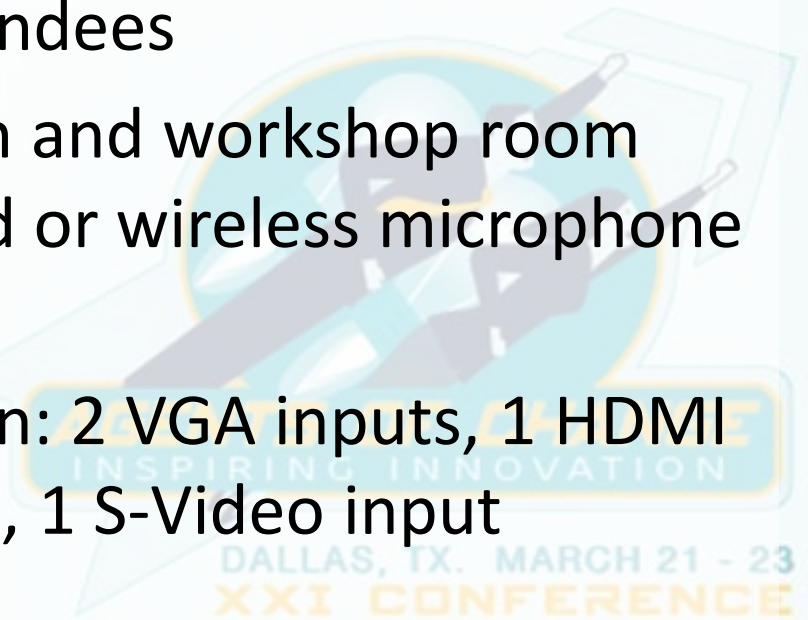 ndees
n and workshop room
d or wireless microphone
n: 2 VGA inputs, 1 HDMI
INSPIRING INNOVATION
, 1 S-Video input
DALLAS, TX. MARCH 21 - 23
XXI CONFERENCE